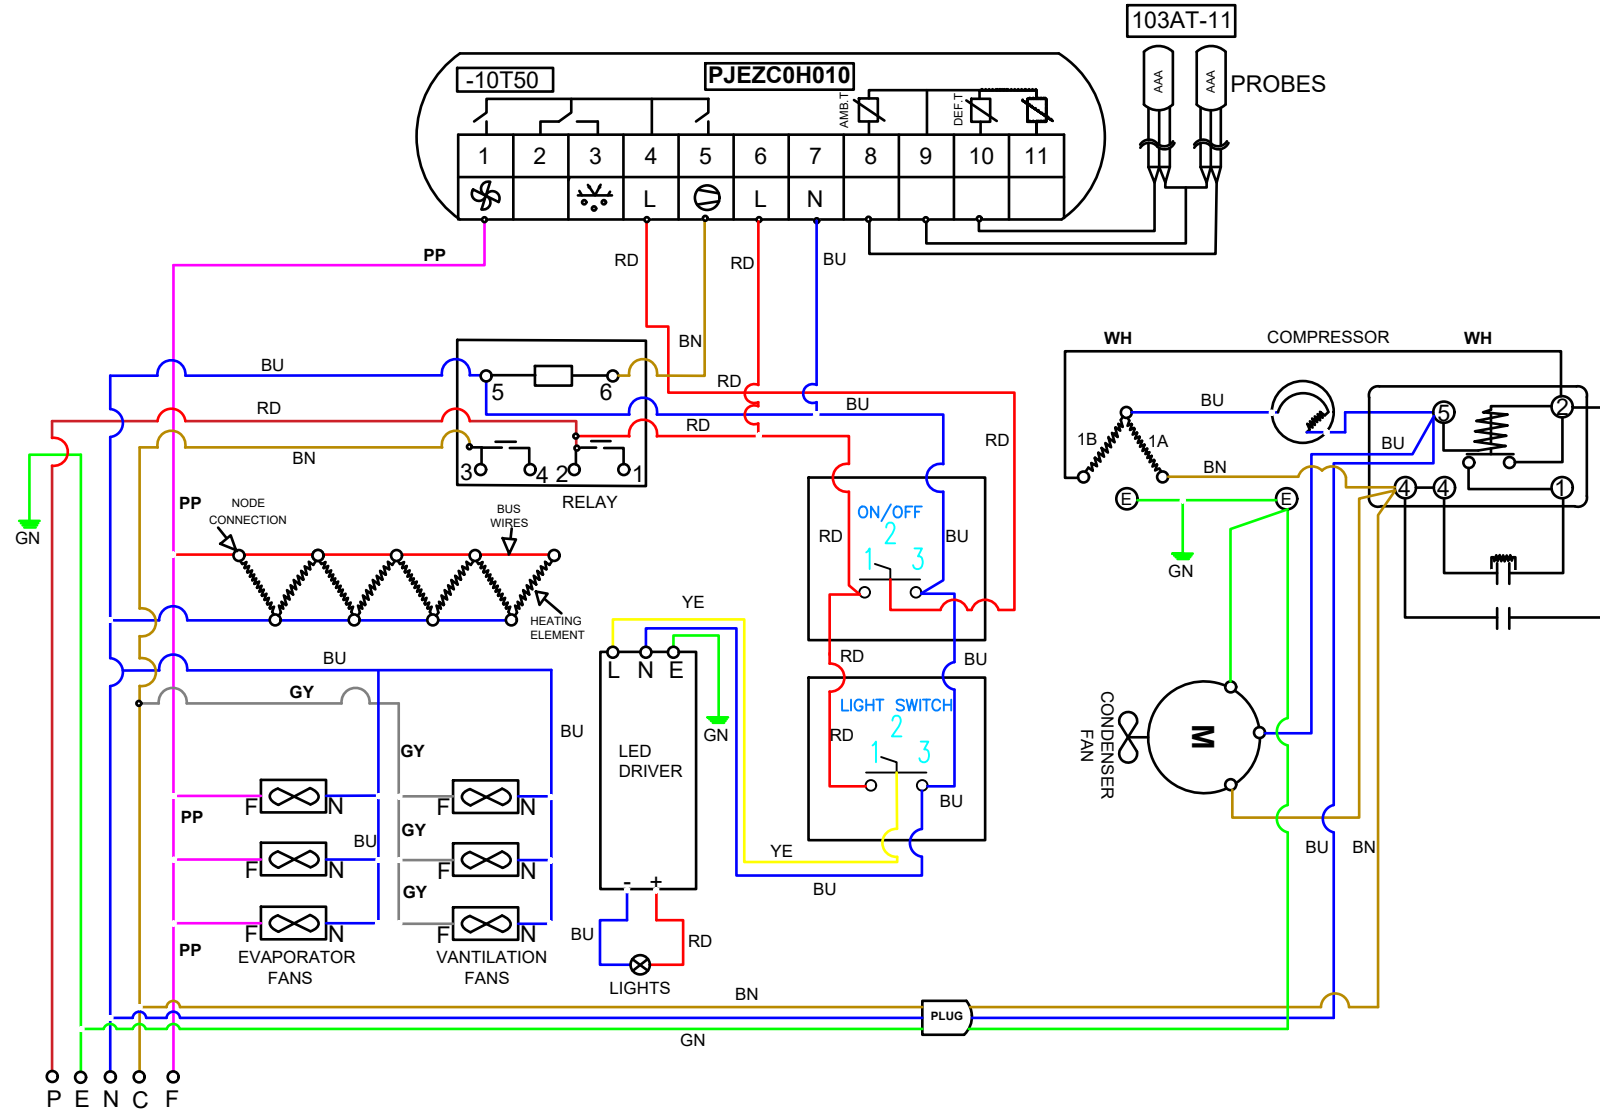 103AT-11
-10T50
PJEZC0H010
AAA
AAA
PROBES
AMB.T
DEF.T
1 2 3 4 5 6 7 8 9 10 11
L L N
PP
RD
RD
BU
BN
WH
COMPRESSOR
WH
BU
5
6
RD
BU
RD
RD
RD
BN
3
4
2
1
RELAY
BU
5
2
BU
1B
1A
BN
4
4
1
E
E
GN
GN
PP
NODE
CONNECTION
BUS
WIRES
HEATING
ELEMENT
ON/OFF
2
1
3
RD
BU
YE
L N E
GN
BU
GY
BU
RD
BU
LIGHT SWITCH
2
1
3
RD
BU
LED
DRIVER
GY
CONDENSER
FAN
M
F
N
F
N
PP
BU
GY
F
N
F
N
GY
YE
BU
BU
BN
- +
F
N
F
N
PP
EVAPORATOR
FANS
VANTILATION
FANS
BU
RD
LIGHTS
BN
PLUG
GN
P E N C F